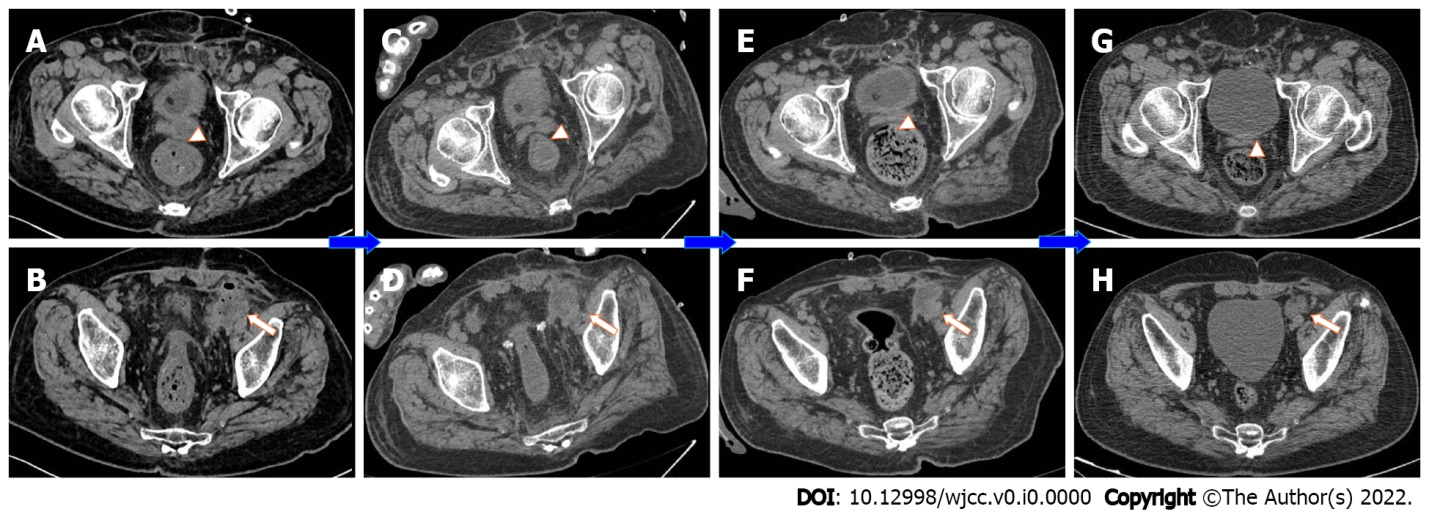 A C E G
B D F H
DOI: 10.12998/wjcc.v0.i0.0000 Copyright ©The Author(s) 2022.